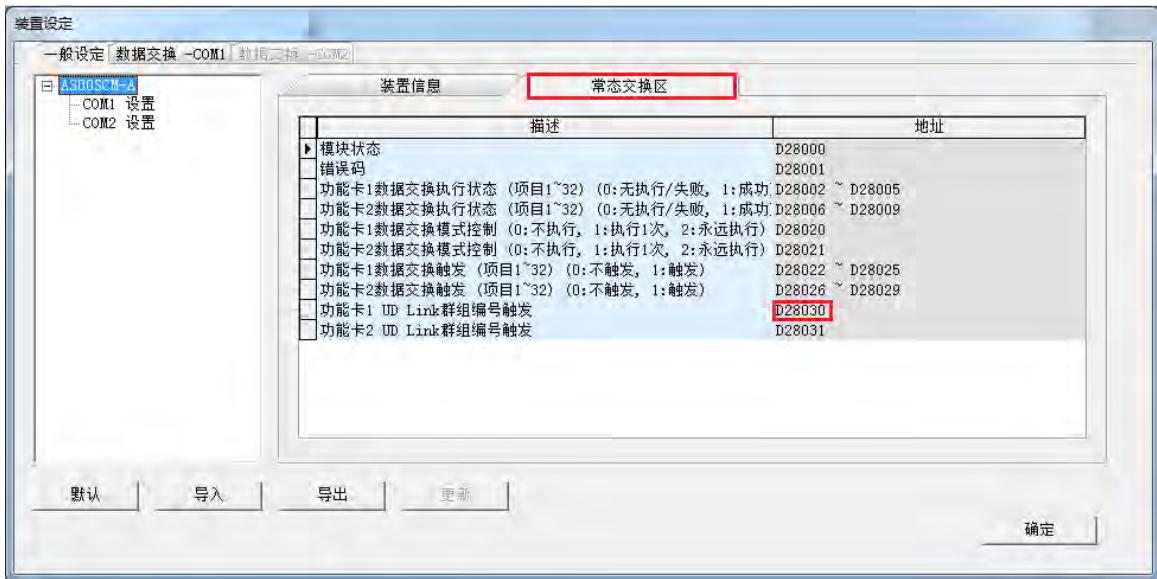 装置设定
一般设定 数据交换 -COM1 数据交换 -COM2
AS00SCM-A
COM1 设置
COM2 设置
装置信息 常态交换区
描述 地址
模块状态 D28000
错误码 D28001
功能卡1数据交换执行状态 (项目1~32) (0:无执行/失败, 1:成功 D28002 ~ D28005
功能卡2数据交换执行状态 (项目1~32) (0:无执行/失败, 1:成功 D28006 ~ D28009
功能卡1数据交换模式控制 (0:不执行, 1:执行1次, 2:永远执行) D28020
功能卡2数据交换模式控制 (0:不执行, 1:执行1次, 2:永远执行) D28021
功能卡1数据交换触发 (项目1~32) (0:不触发, 1:触发) D28022 ~ D28025
功能卡2数据交换触发 (项目1~32) (0:不触发, 1:触发) D28026 ~ D28029
功能卡1 UD Link群组编号触发 D28030
功能卡2 UD Link群组编号触发 D28031
默认 导入 导出 更新
确定